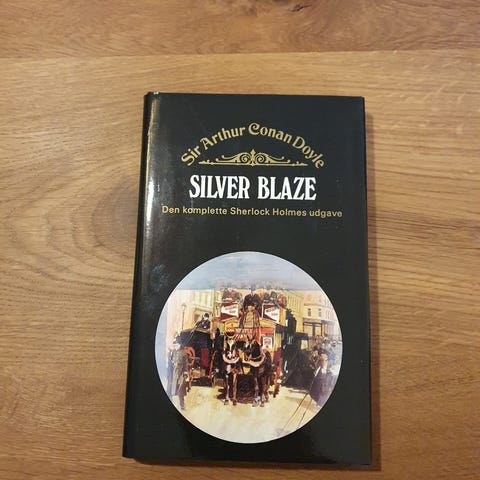 Sir Arthur Conan Doyle
SILVER BLAZE
Den komplette Sherlock Holmes udgave